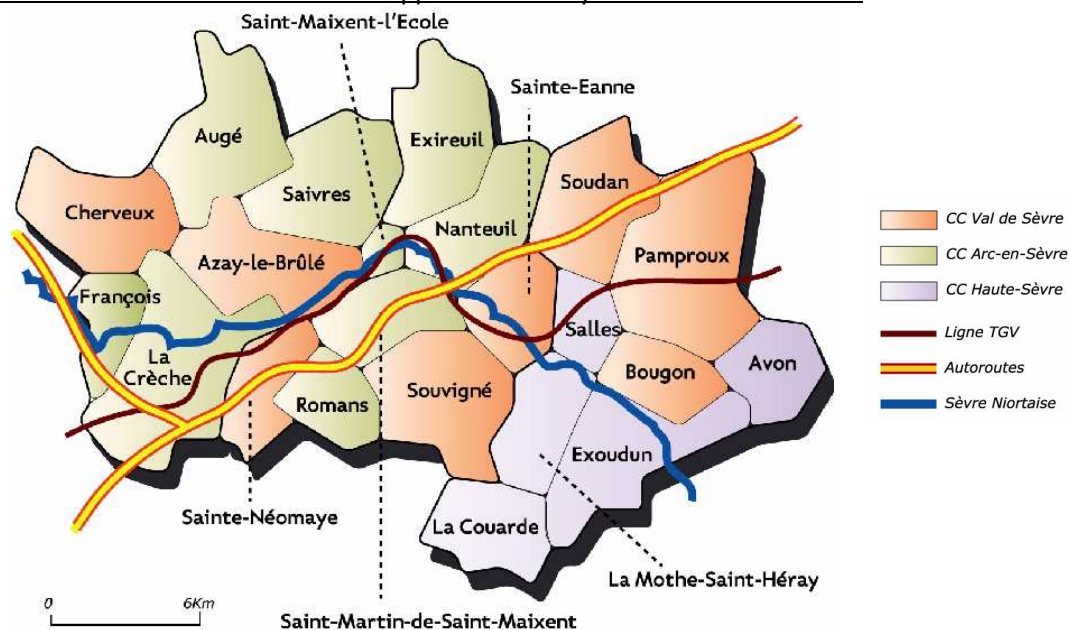 Saint-Maixent-l'Ecole
Sainte-Eanne
Augé
Exireuil
Soudan
Saivres
Cherveux
Nanteuil
Azay-le-Brûlé
Pamproux
François
Salles
La
Crèche
Avon
Bougon
Souvigné
Romans
Exoudun
Sainte-Néomaye
La Couarde
La Mothe-Saint-Héray
Saint-Martin-de-Saint-Maixent
0 6Km
CC Val de Sèvre
CC Arc-en-Sèvre
CC Haute-Sèvre
Ligne TGV
Autoroutes
Sèvre Niortaise